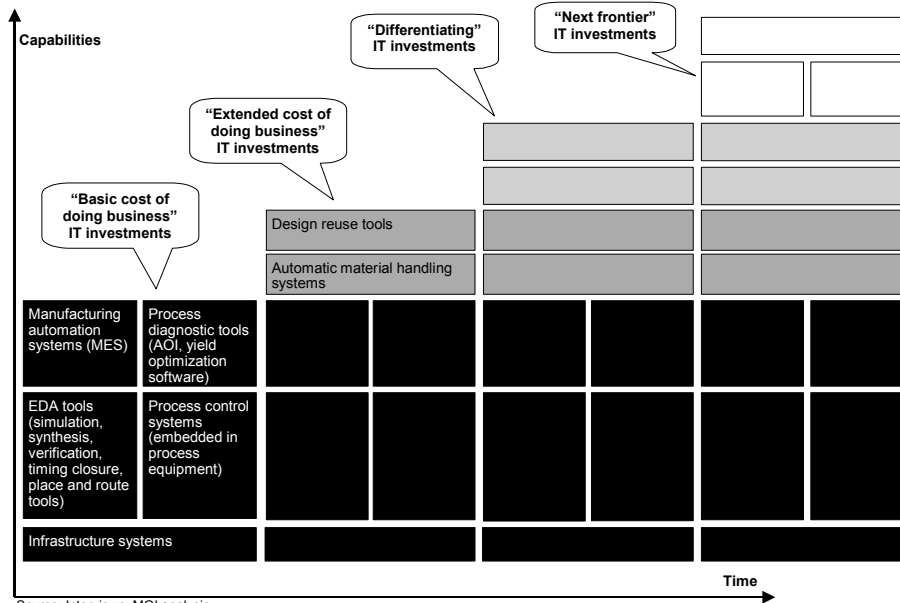 Capabilities
“Next frontier”
IT investments
“Differentiating”
IT investments
“Extended cost of
doing business”
IT investments
“Basic cost of
doing business”
IT investments
Design reuse tools
Automatic material handling
systems
Manufacturing
automation
systems (MES)
Process
diagnostic tools
(AOI, yield
optimization
software)
EDA tools
(simulation,
synthesis,
verification,
timing closure,
place and route
tools)
Process control
systems
(embedded in
process
equipment)
Infrastructure systems
Time